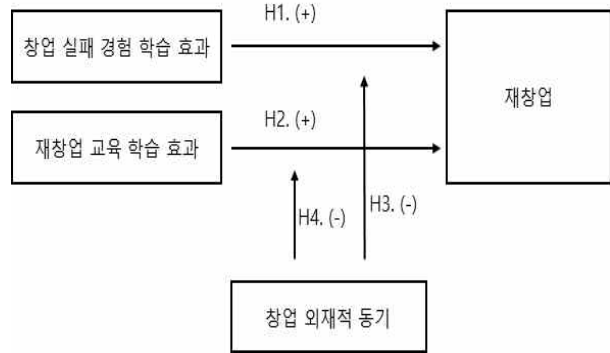 H1. (+)
창업 실패 경험 학습 효과
재창업
H2. (+)
재창업 교육 학습 효과
H3. (-)
H4. (-)
창업 외재적 동기